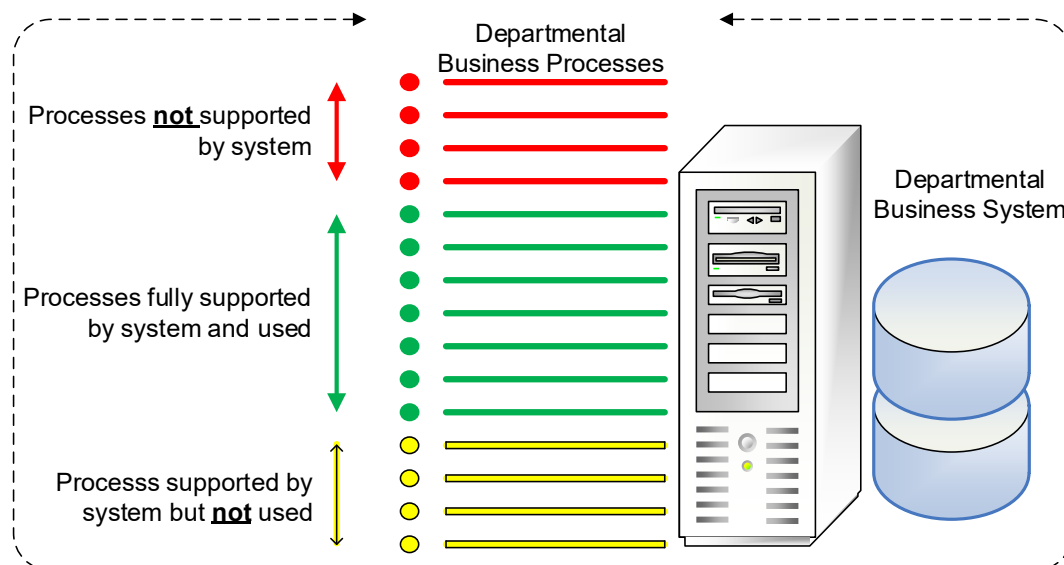 Departmental
Business Processes
Processes not supported
by system
Departmental
Business System
Processes fully supported
by system and used
Processs supported by
system but not used